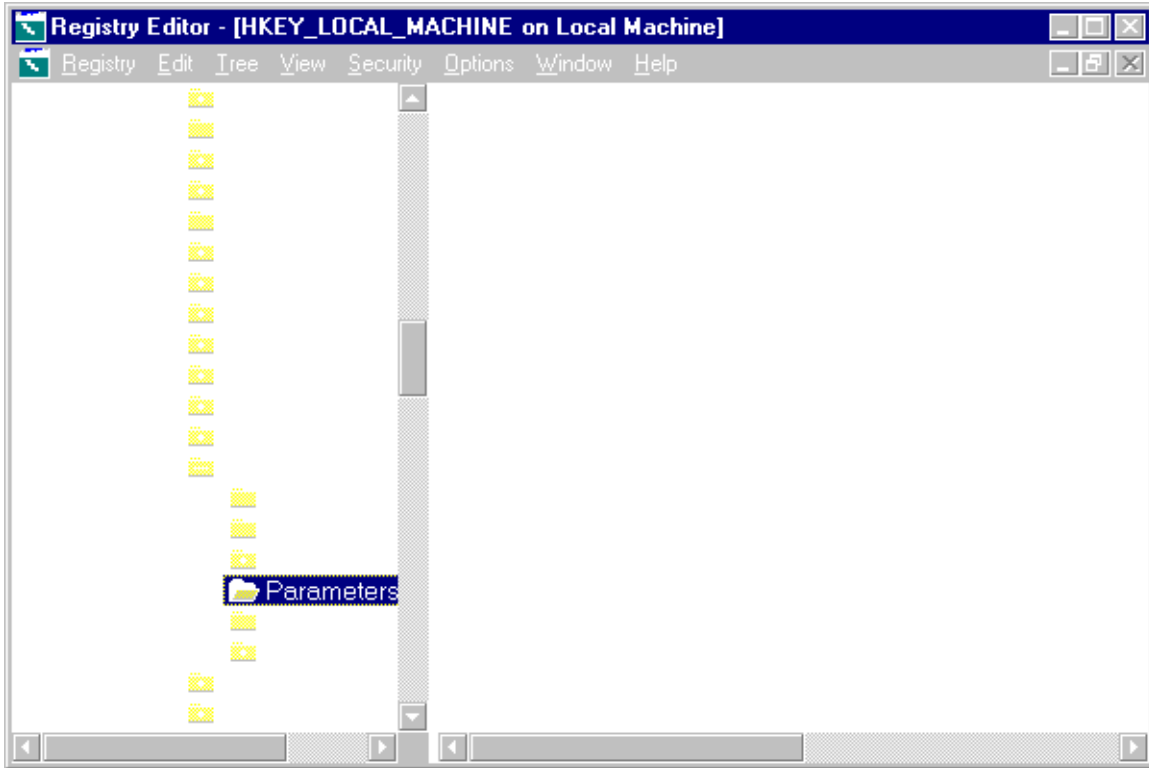 Registry Editor - [HKEY_LOCAL_MACHINE on Local Machine]
Registry Edit Tree View Security Options Window Help
Parameters